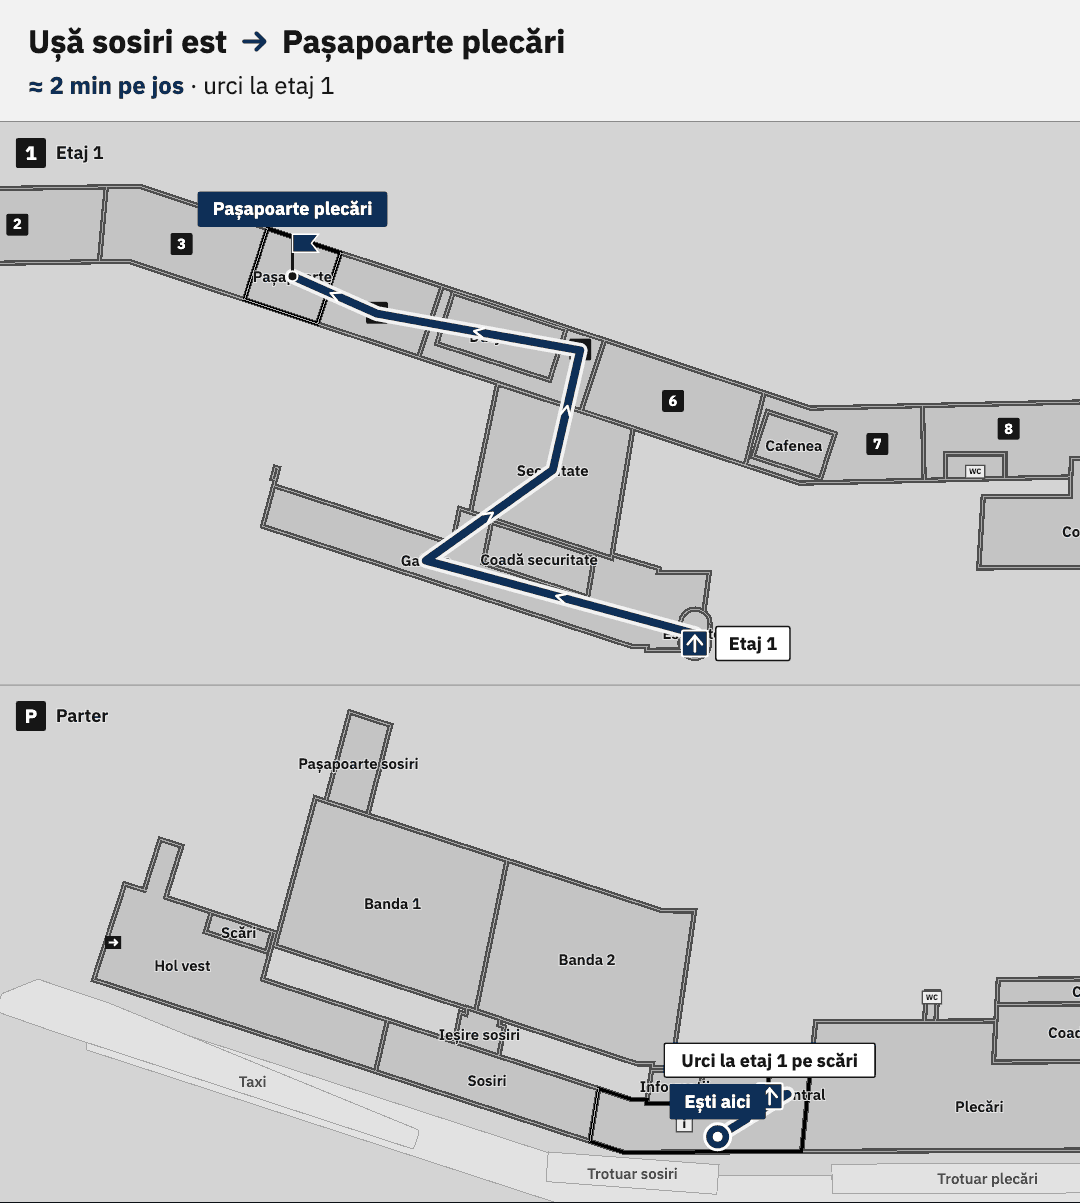 Ușă sosiri est → Pașapoarte plecări
≈ 2 min pe jos · urci la etaj 1
1 Etaj 1
2
3
Pașapoarte plecări
6
7
8
Cafenea
WC
Coadă securitate
Etaj 1
P Parter
Pașapoarte sosiri
Banda 1
Banda 2
Scări
Hol vest
Ieșire sosiri
Sosiri
Taxi
WC
Urci la etaj 1 pe scări
Ești aici
Plecări
Trotuar sosiri
Trotuar plecări